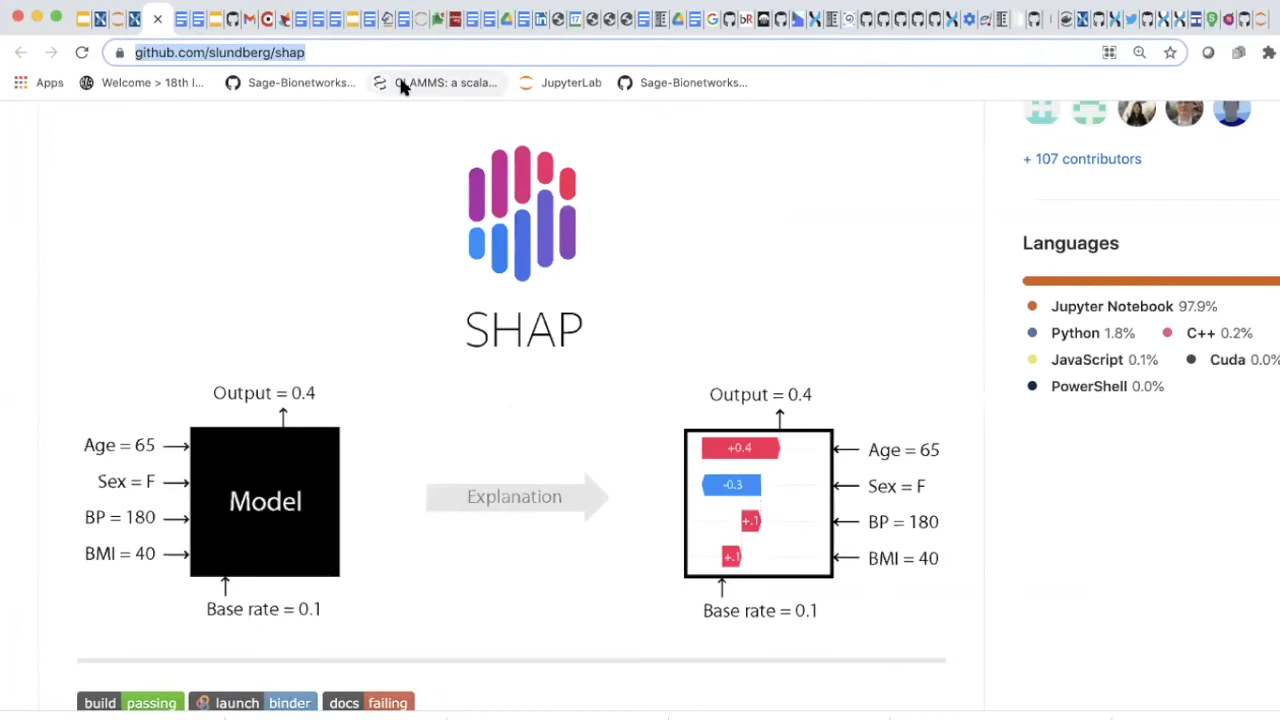 github.com/slundberg/shap
Apps Welcome > 18th I... Sage-Bionetworks... CLAMMS: a scala... JupyterLab Sage-Bionetworks...
+ 107 contributors
SHAP
Languages
Jupyter Notebook 97.9%
Python 1.8% C++ 0.2%
JavaScript 0.1% Cuda 0.0%
PowerShell 0.0%
Output = 0.4
Age = 65
Sex = F
BP = 180
BMI = 40
Model
Base rate = 0.1
Explanation
Output = 0.4
+0.4
-0.3
+.1
+.1
Age = 65
Sex = F
BP = 180
BMI = 40
Base rate = 0.1
build passing launch binder docs failing